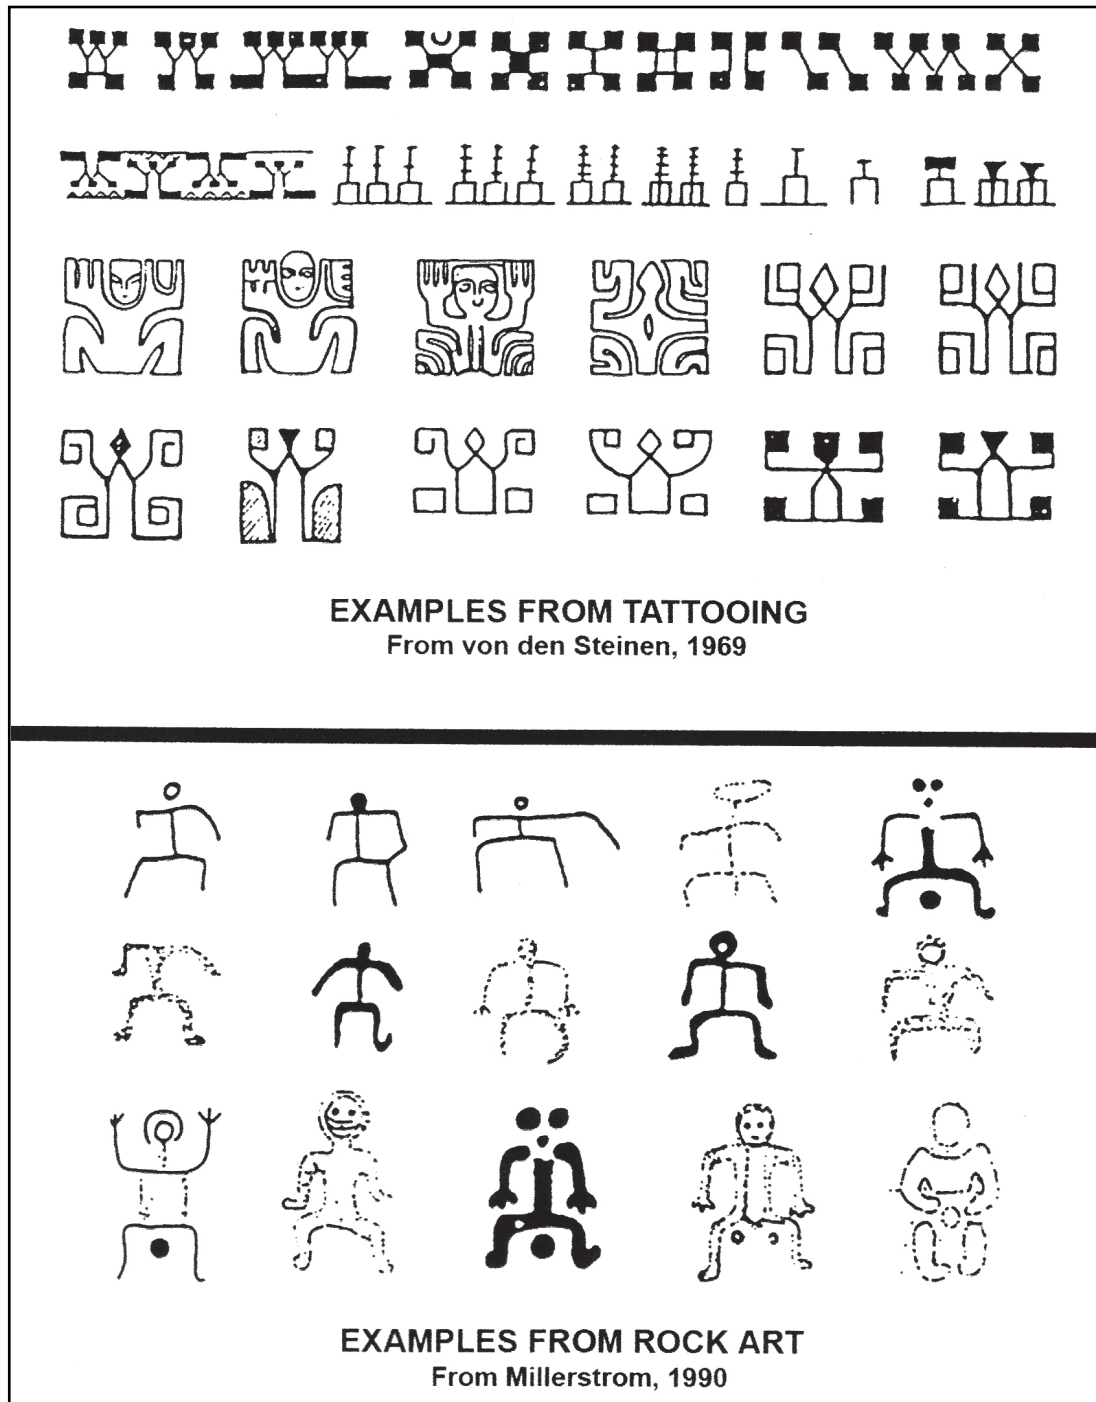 EXAMPLES FROM TATTOOING
From von den Steinen, 1969
EXAMPLES FROM ROCK ART
From Millerstrom, 1990